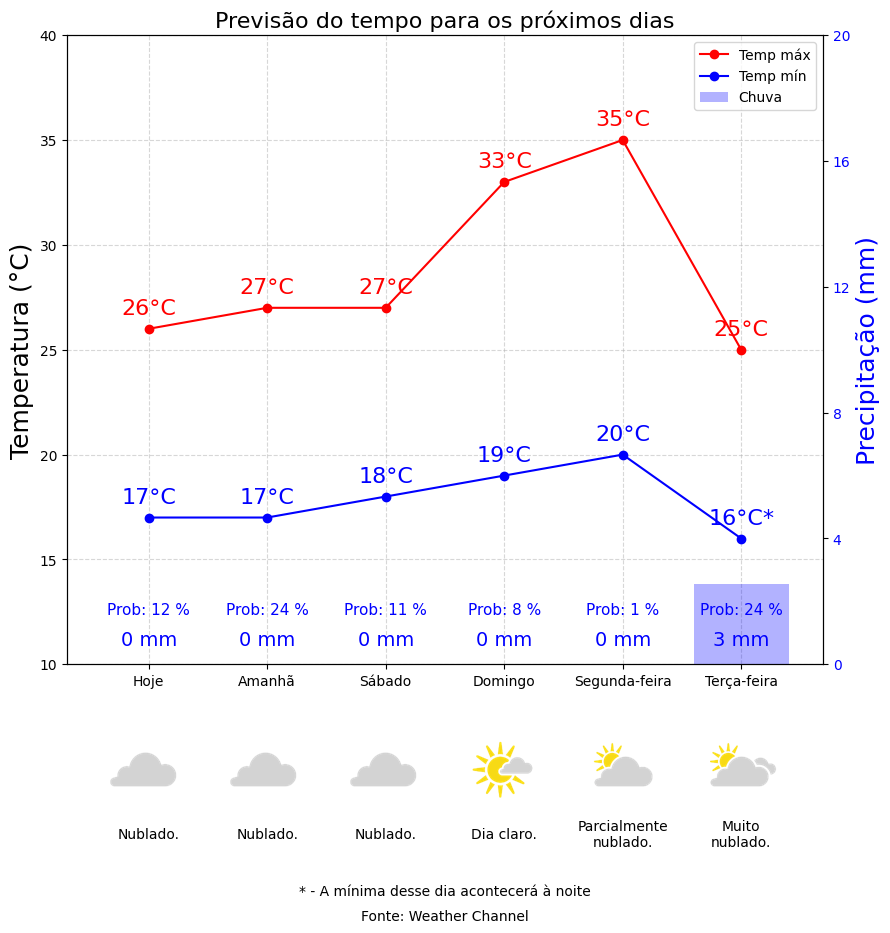 Previsão do tempo para os próximos dias
Temp máx
Temp mín
Chuva
Temperatura (°C)
40
35
30
25
20
15
10
Precipitação (mm)
20
16
12
8
4
0
26°C
27°C
27°C
33°C
35°C
25°C
17°C
17°C
18°C
19°C
20°C
16°C*
Prob: 12 %
Prob: 24 %
Prob: 11 %
Prob: 8 %
Prob: 1 %
Prob: 24 %
0 mm
0 mm
0 mm
0 mm
0 mm
3 mm
Hoje
Amanhã
Sábado
Domingo
Segunda-feira
Terça-feira
Nublado.
Nublado.
Nublado.
Dia claro.
Parcialmente
nublado.
Muito
nublado.
* - A mínima desse dia acontecerá à noite
Fonte: Weather Channel